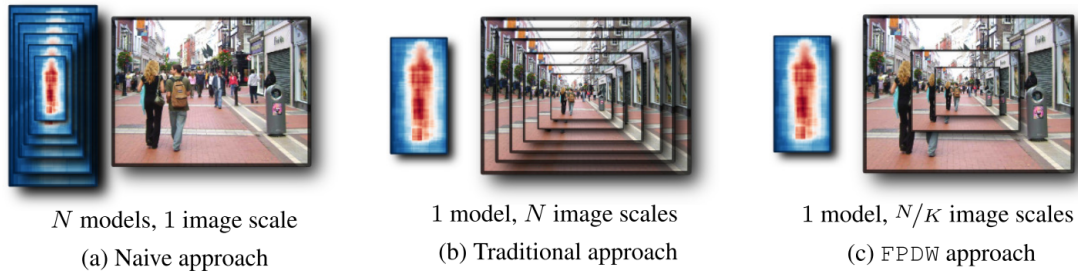 N models, 1 image scale
(a) Naive approach
1 model, N image scales
(b) Traditional approach
1 model, N/K image scales
(c) FPDW approach